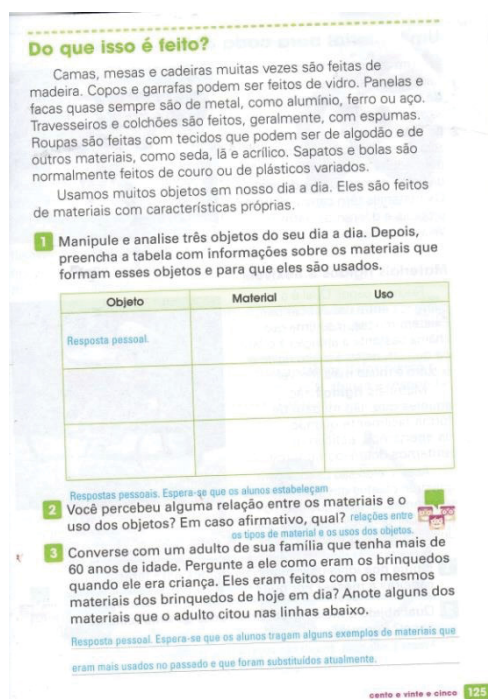 Do que isso é feito?
Camas, mesas e cadeiras muitas vezes são feitas de
madeira. Copos e garrafas podem ser feitos de vidro. Panelas e
facas quase sempre são de metal, como alumínio, ferro ou aço.
Travesseiros e colchões são feitos, geralmente, com espumas.
Roupas são feitas com tecidos que podem ser de algodão e de
outros materiais, como seda, lã e acrílico. Sapatos e bolas são
normalmente feitos de couro ou de plásticos variados.
Usamos muitos objetos em nosso dia a dia. Eles são feitos
de materiais com características próprias.
1 Manipule e analise três objetos do seu dia a dia. Depois,
preencha a tabela com informações sobre os materiais que
formam esses objetos e para que eles são usados.
Objeto Material Uso
Resposta pessoal.
Respostas pessoais. Espera-se que os alunos estabeleçam
2 Você percebeu alguma relação entre os materiais e o
uso dos objetos? Em caso afirmativo, qual? relações entre
os tipos de material e os usos dos objetos.
3 Converse com um adulto de sua família que tenha mais de
60 anos de idade. Pergunte a ele como eram os brinquedos
quando ele era criança. Eles eram feitos com os mesmos
materiais dos brinquedos de hoje em dia? Anote alguns dos
materiais que o adulto citou nas linhas abaixo.
Resposta pessoal. Espera-se que os alunos tragam alguns exemplos de materiais que
eram mais usados no passado e que foram substituídos atualmente.
cento e vinte e cinco 125